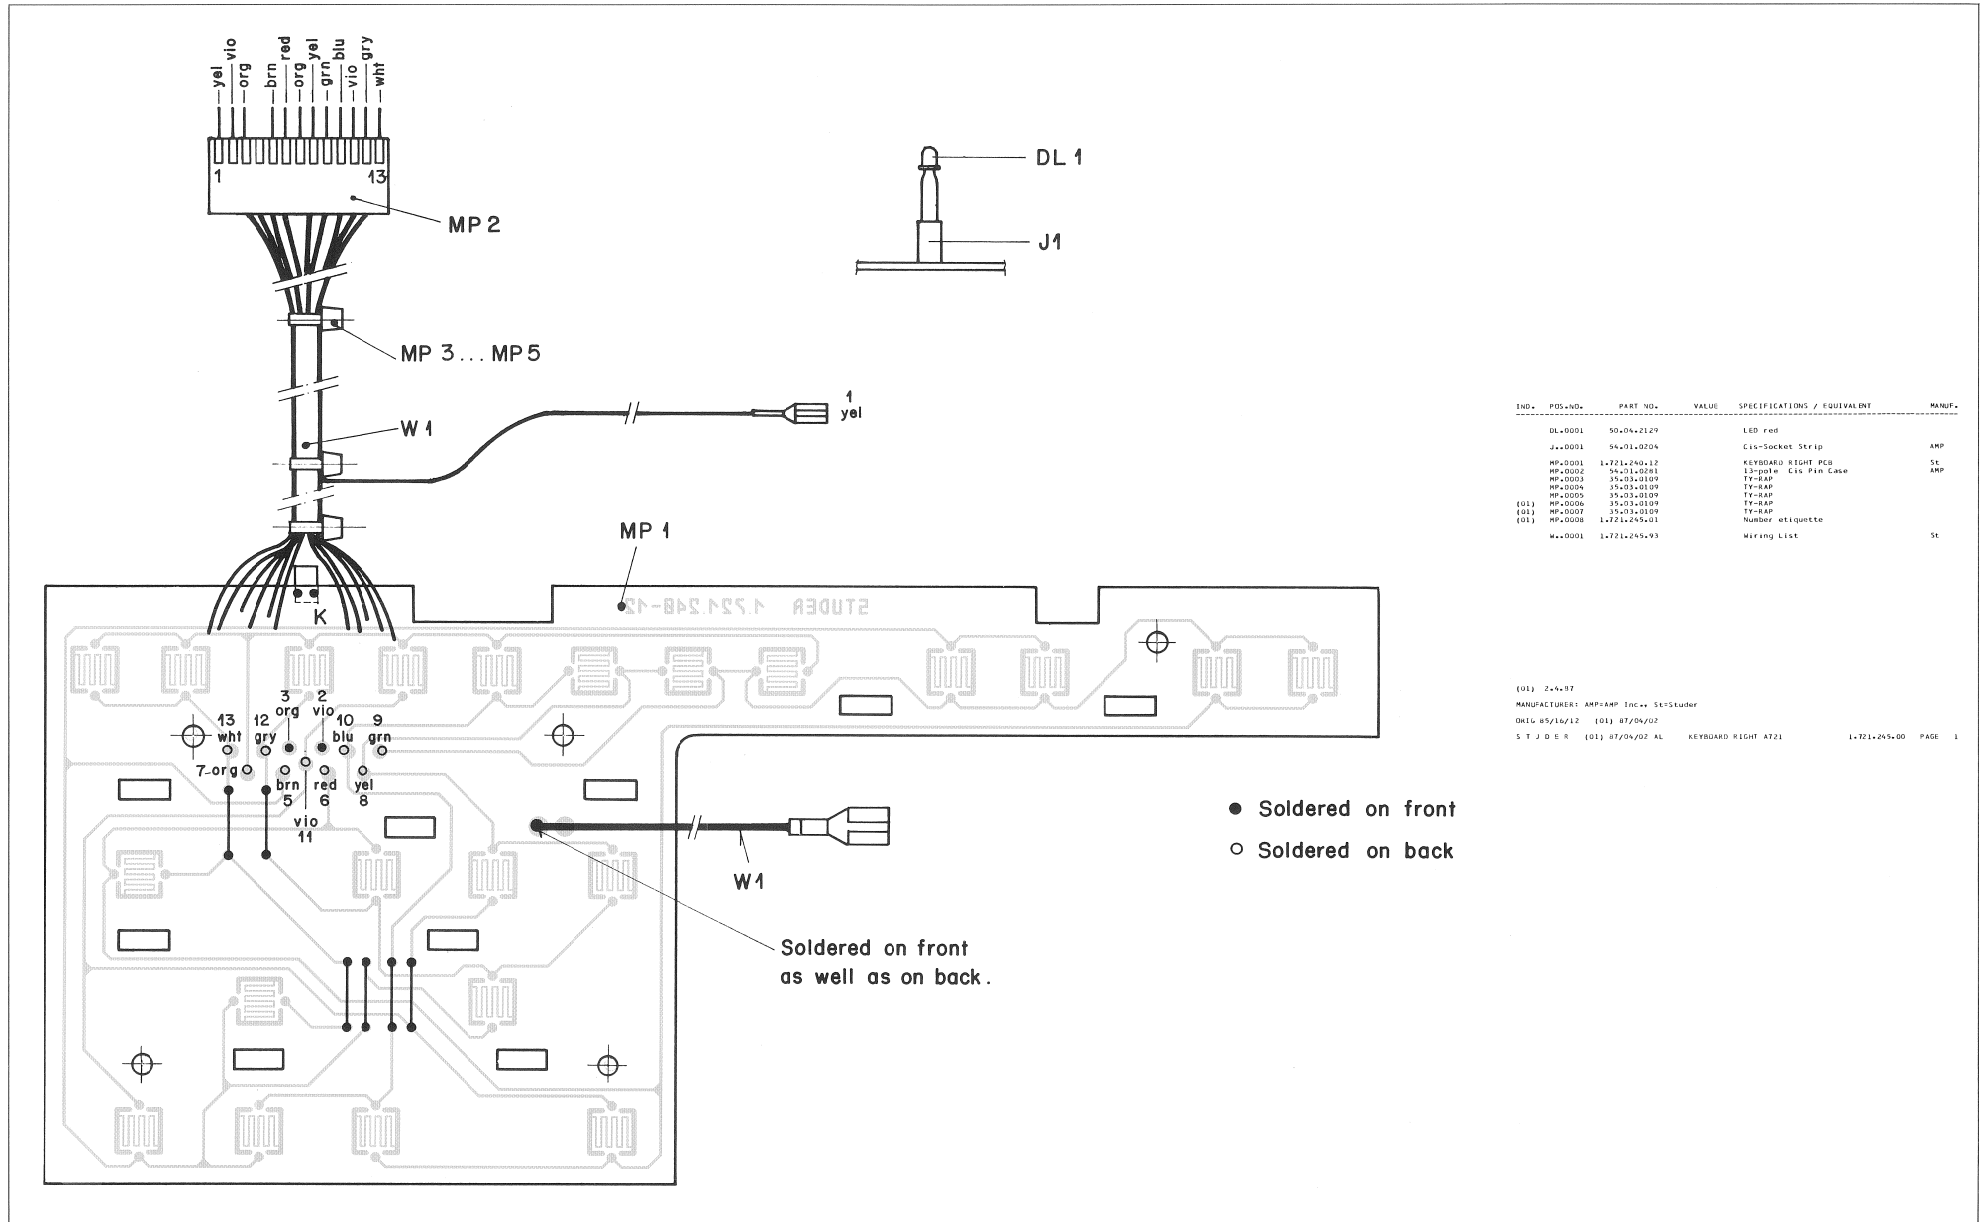 yel
vio
org
brn
red
org
yel
grn
blu
vio
gry
wht
1 13
MP 2
DL 1
J1
MP 3 ... MP 5
1
yel
W 1
MP 1
STUDER 1.721.240-12
K
3 2
org vio
13 12 10 9
wht gry blu grn
7 org
brn red yel
5 6 8
vio
11
W1
Soldered on front
as well as on back.
● Soldered on front
○ Soldered on back
IND. POS.NO. PART NO. VALUE SPECIFICATIONS / EQUIVALENT MANUF.
DL.0001 50.04.2129 LED red
J..0001 54.01.0204 Cis-Socket Strip AMP
MP.0001 1.721.240.12 KEYBOARD RIGHT PCB St
MP.0002 54.01.0281 13-pole Cis Pin Case AMP
MP.0003 35.03.0109 TY-RAP
MP.0004 35.03.0109 TY-RAP
MP.0005 35.03.0109 TY-RAP
(01) MP.0006 35.03.0109 TY-RAP
(01) MP.0007 35.03.0109 TY-RAP
(01) MP.0008 1.721.245.01 Number etiquette
W..0001 1.721.245.93 Wiring List St
(01) 2.4.87
MANUFACTURER: AMP=AMP Inc., St=Studer
ORIG 85/16/12 (01) 87/04/02
S T U D E R (01) 87/04/02 AL KEYBOARD RIGHT A721 1.721.245.00 PAGE 1